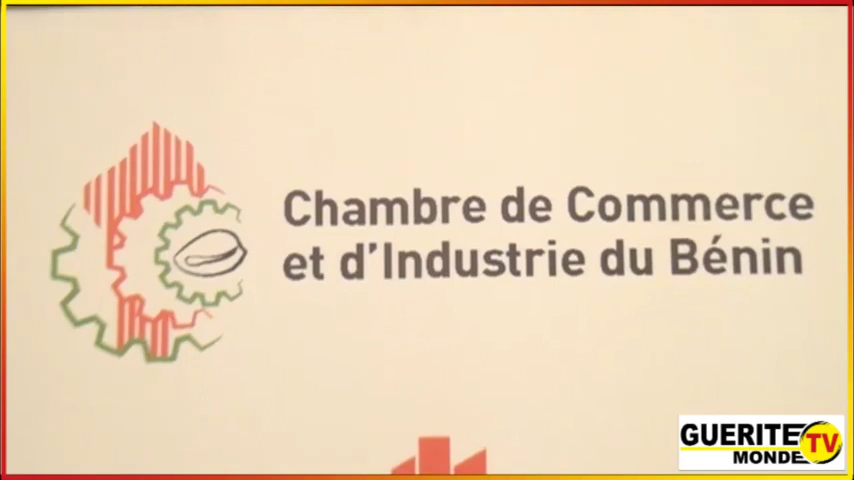 Chambre de Commerce
et d'Industrie du Bénin
GUERITE TV
MONDE